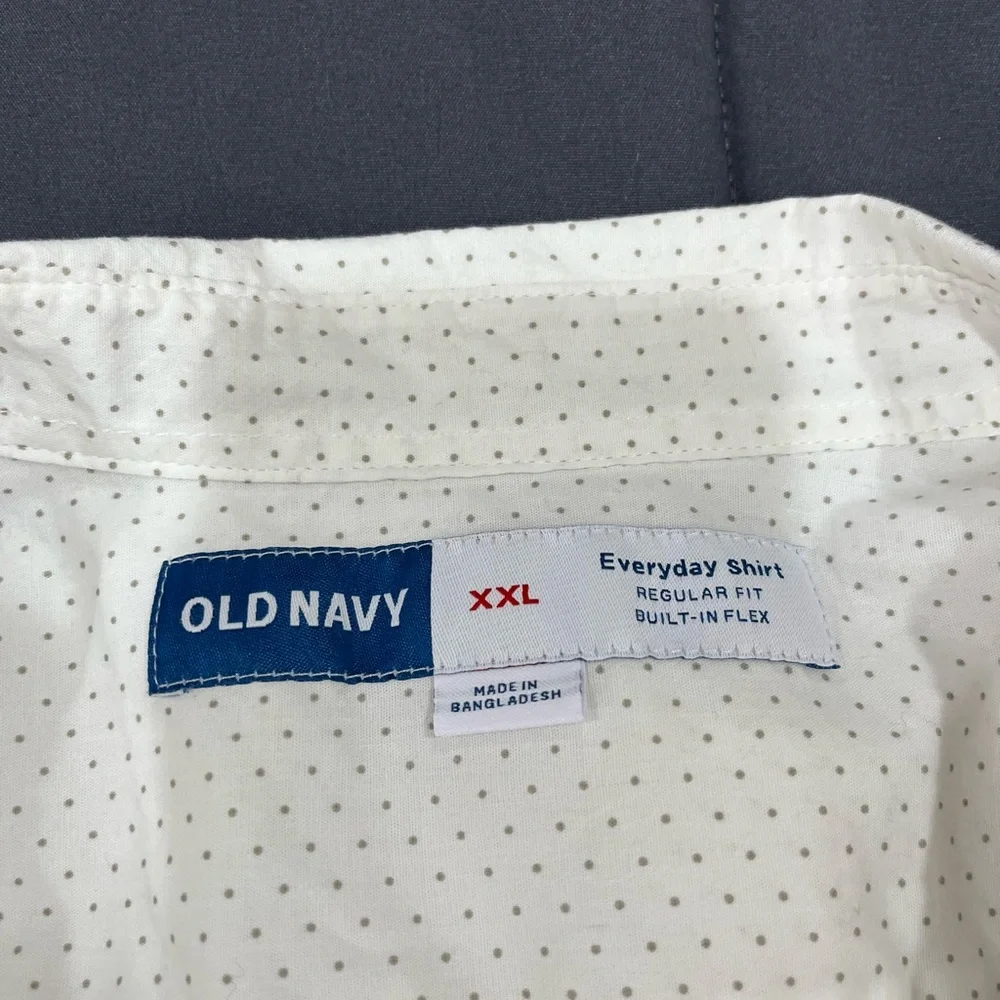 OLD NAVY
XXL
Everyday Shirt
REGULAR FIT
BUILT-IN FLEX
MADE IN
BANGLADESH